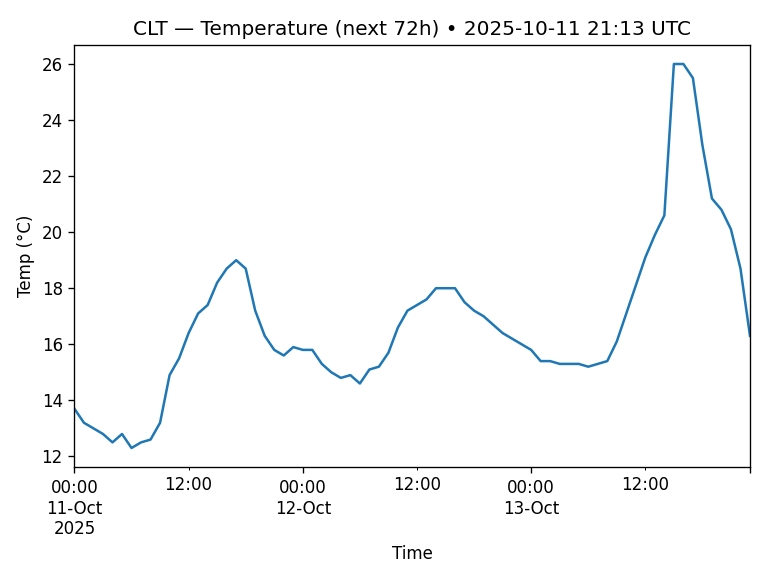 CLT — Temperature (next 72h) • 2025-10-11 21:13 UTC
26
24
22
20
18
16
14
12
Temp (°C)
00:00 12:00 00:00 12:00 00:00 12:00
11-Oct 12-Oct 13-Oct
2025
Time